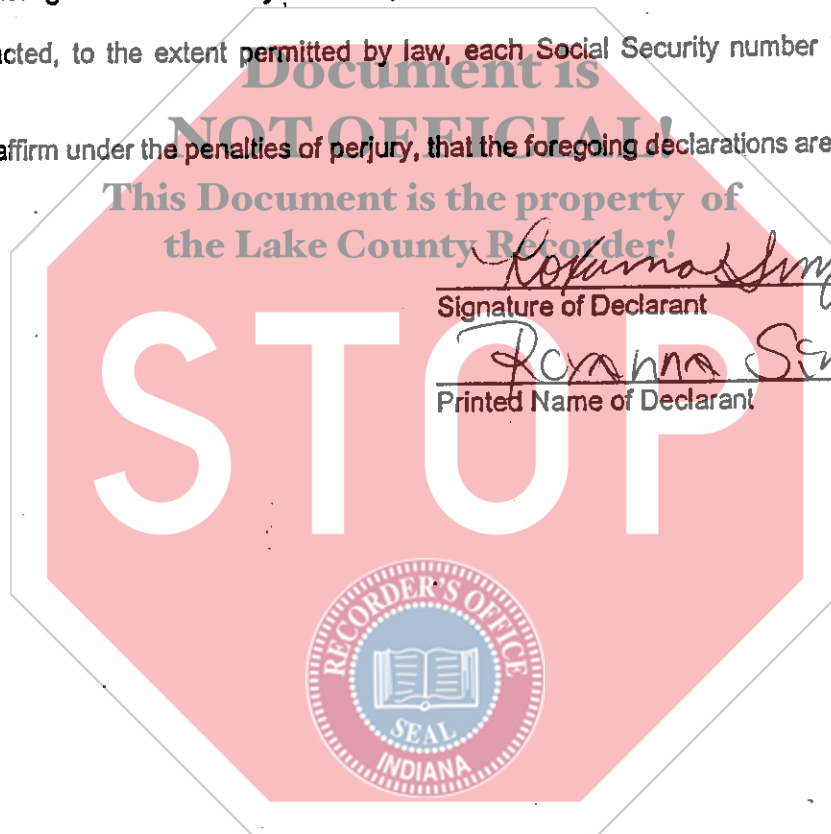 acted, to the extent permitted by law, each Social Security number
Document is
NOT OFFICIAL!
affirm under the penalties of perjury, that the foregoing declarations are
This Document is the property of
the Lake County Recorder!
Signature of Declarant
Roxanna
Printed Name of Declarant
STOP
RECORDER'S OFFICE
SEAL
INDIANA